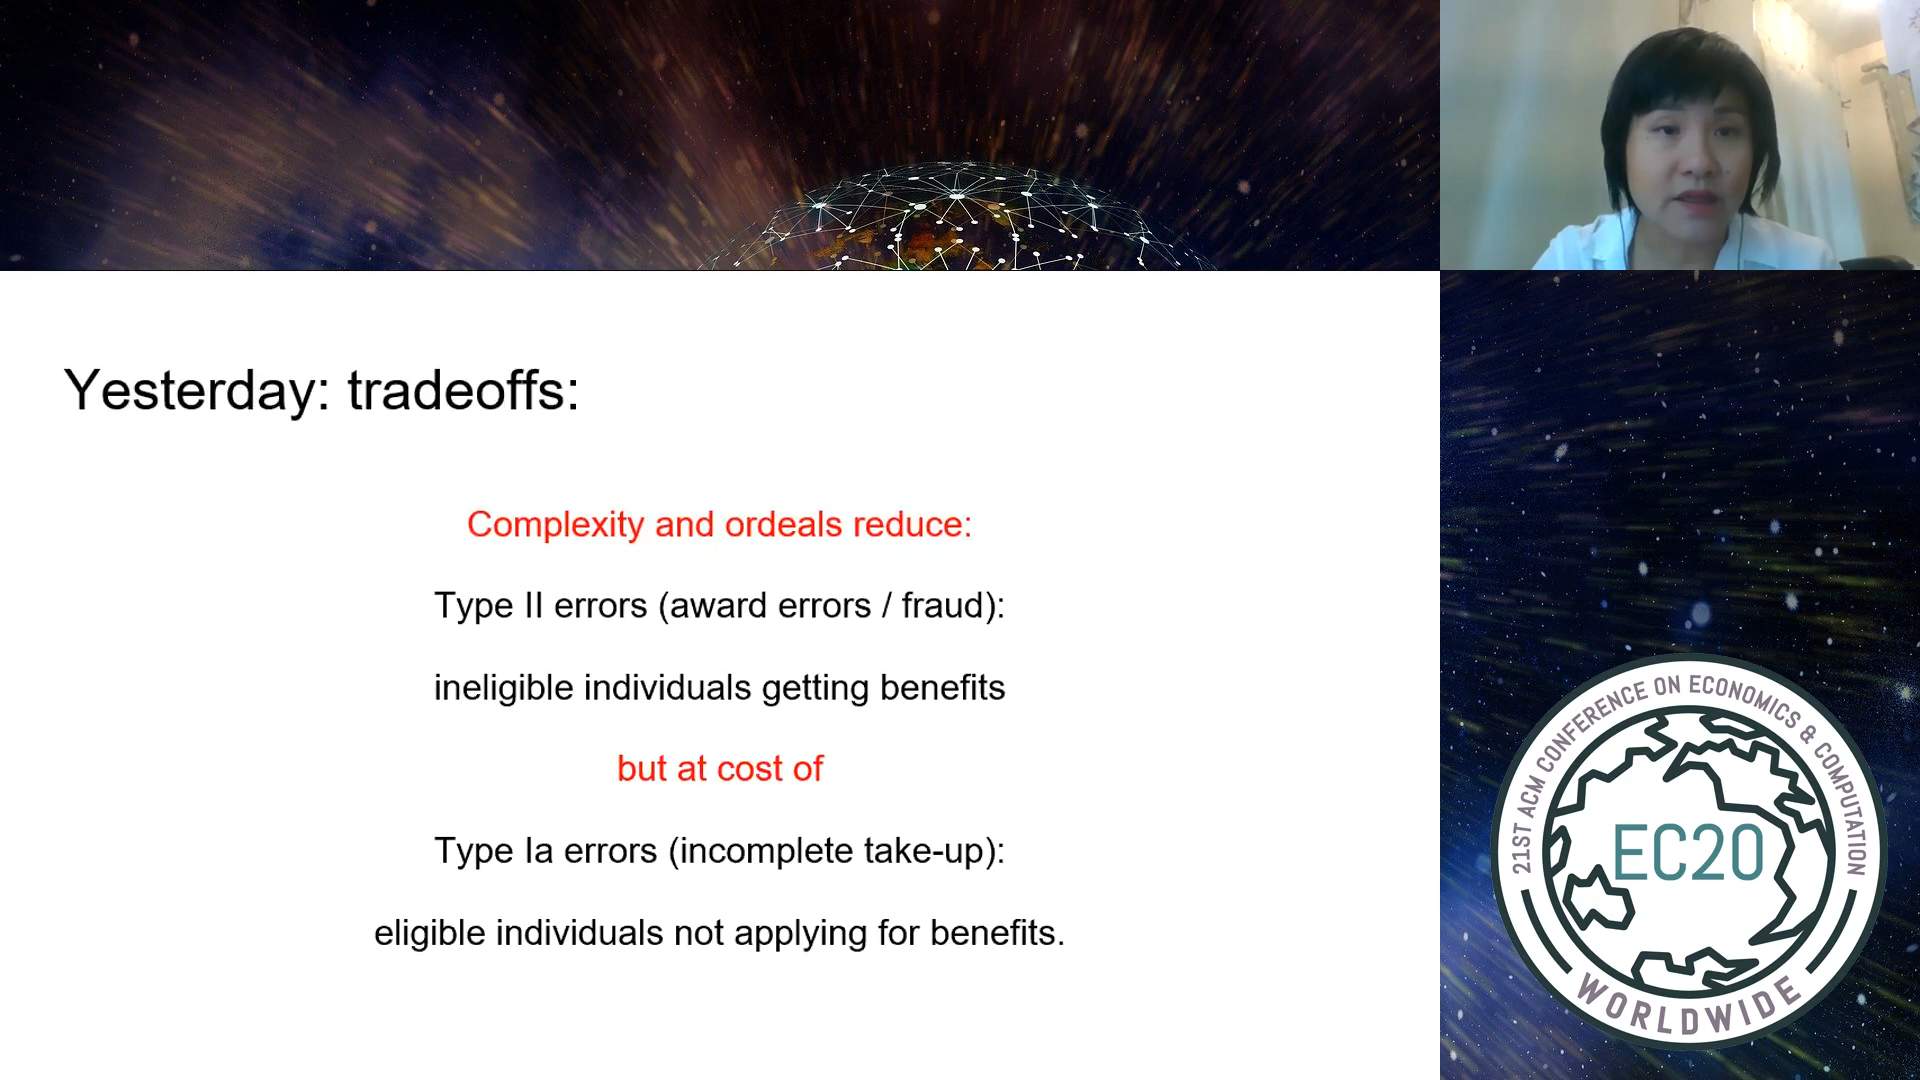 Yesterday: tradeoffs:
Complexity and ordeals reduce:
Type II errors (award errors / fraud):
ineligible individuals getting benefits
but at cost of
Type Ia errors (incomplete take-up):
eligible individuals not applying for benefits.
21ST ACM CONFERENCE ON ECONOMICS & COMPUTATION
EC20
WORLDWIDE